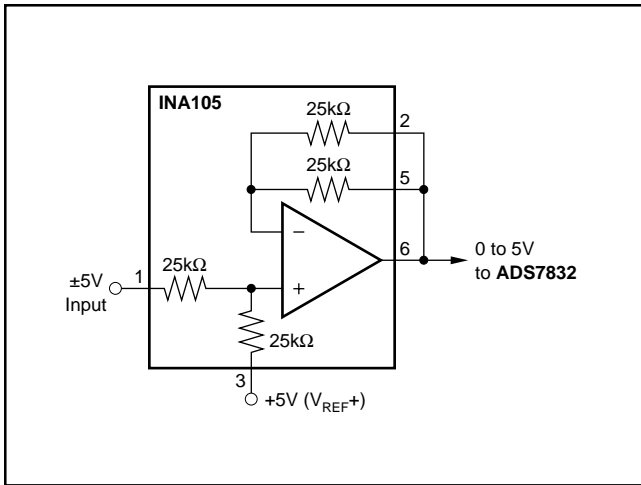 INA105
25kΩ
2
25kΩ
5
−
6
0 to 5V
to ADS7832
±5V
Input
1
25kΩ
+
25kΩ
3
+5V (VREF+)